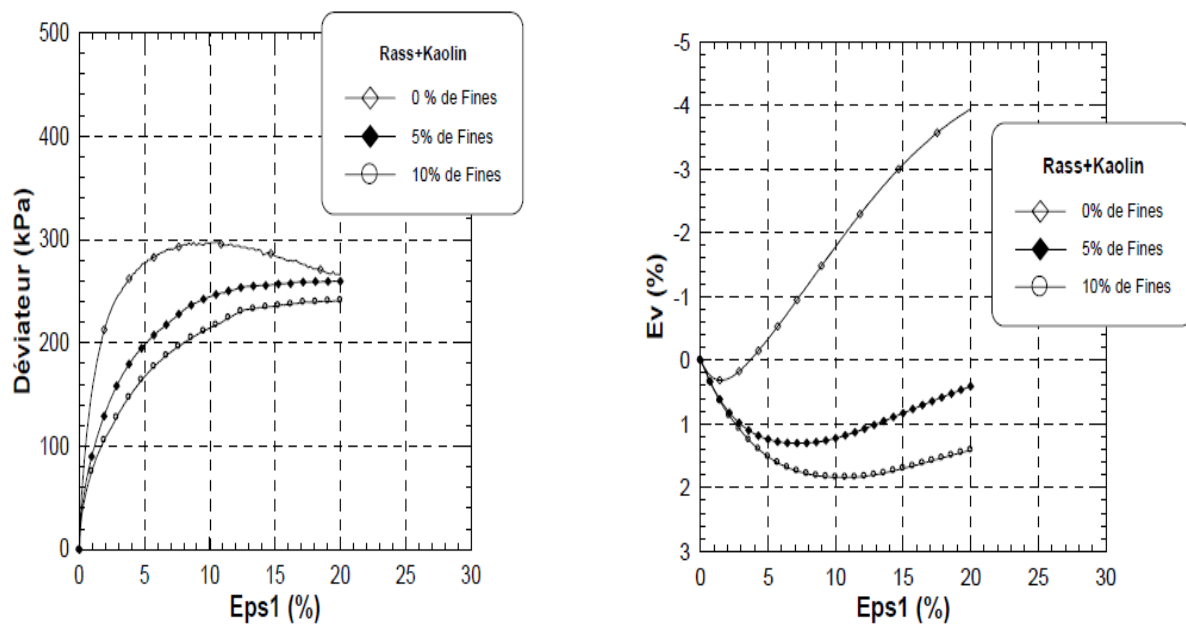 Rass+Kaolin
0 % de Fines
5% de Fines
10% de Fines
Déviateur (kPa)
500
400
300
200
100
0
0 5 10 15 20 25 30
Eps1 (%)
Rass+Kaolin
0% de Fines
5% de Fines
10% de Fines
Ev (%)
-5
-4
-3
-2
-1
0
1
2
3
0 5 10 15 20 25 30
Eps1 (%)